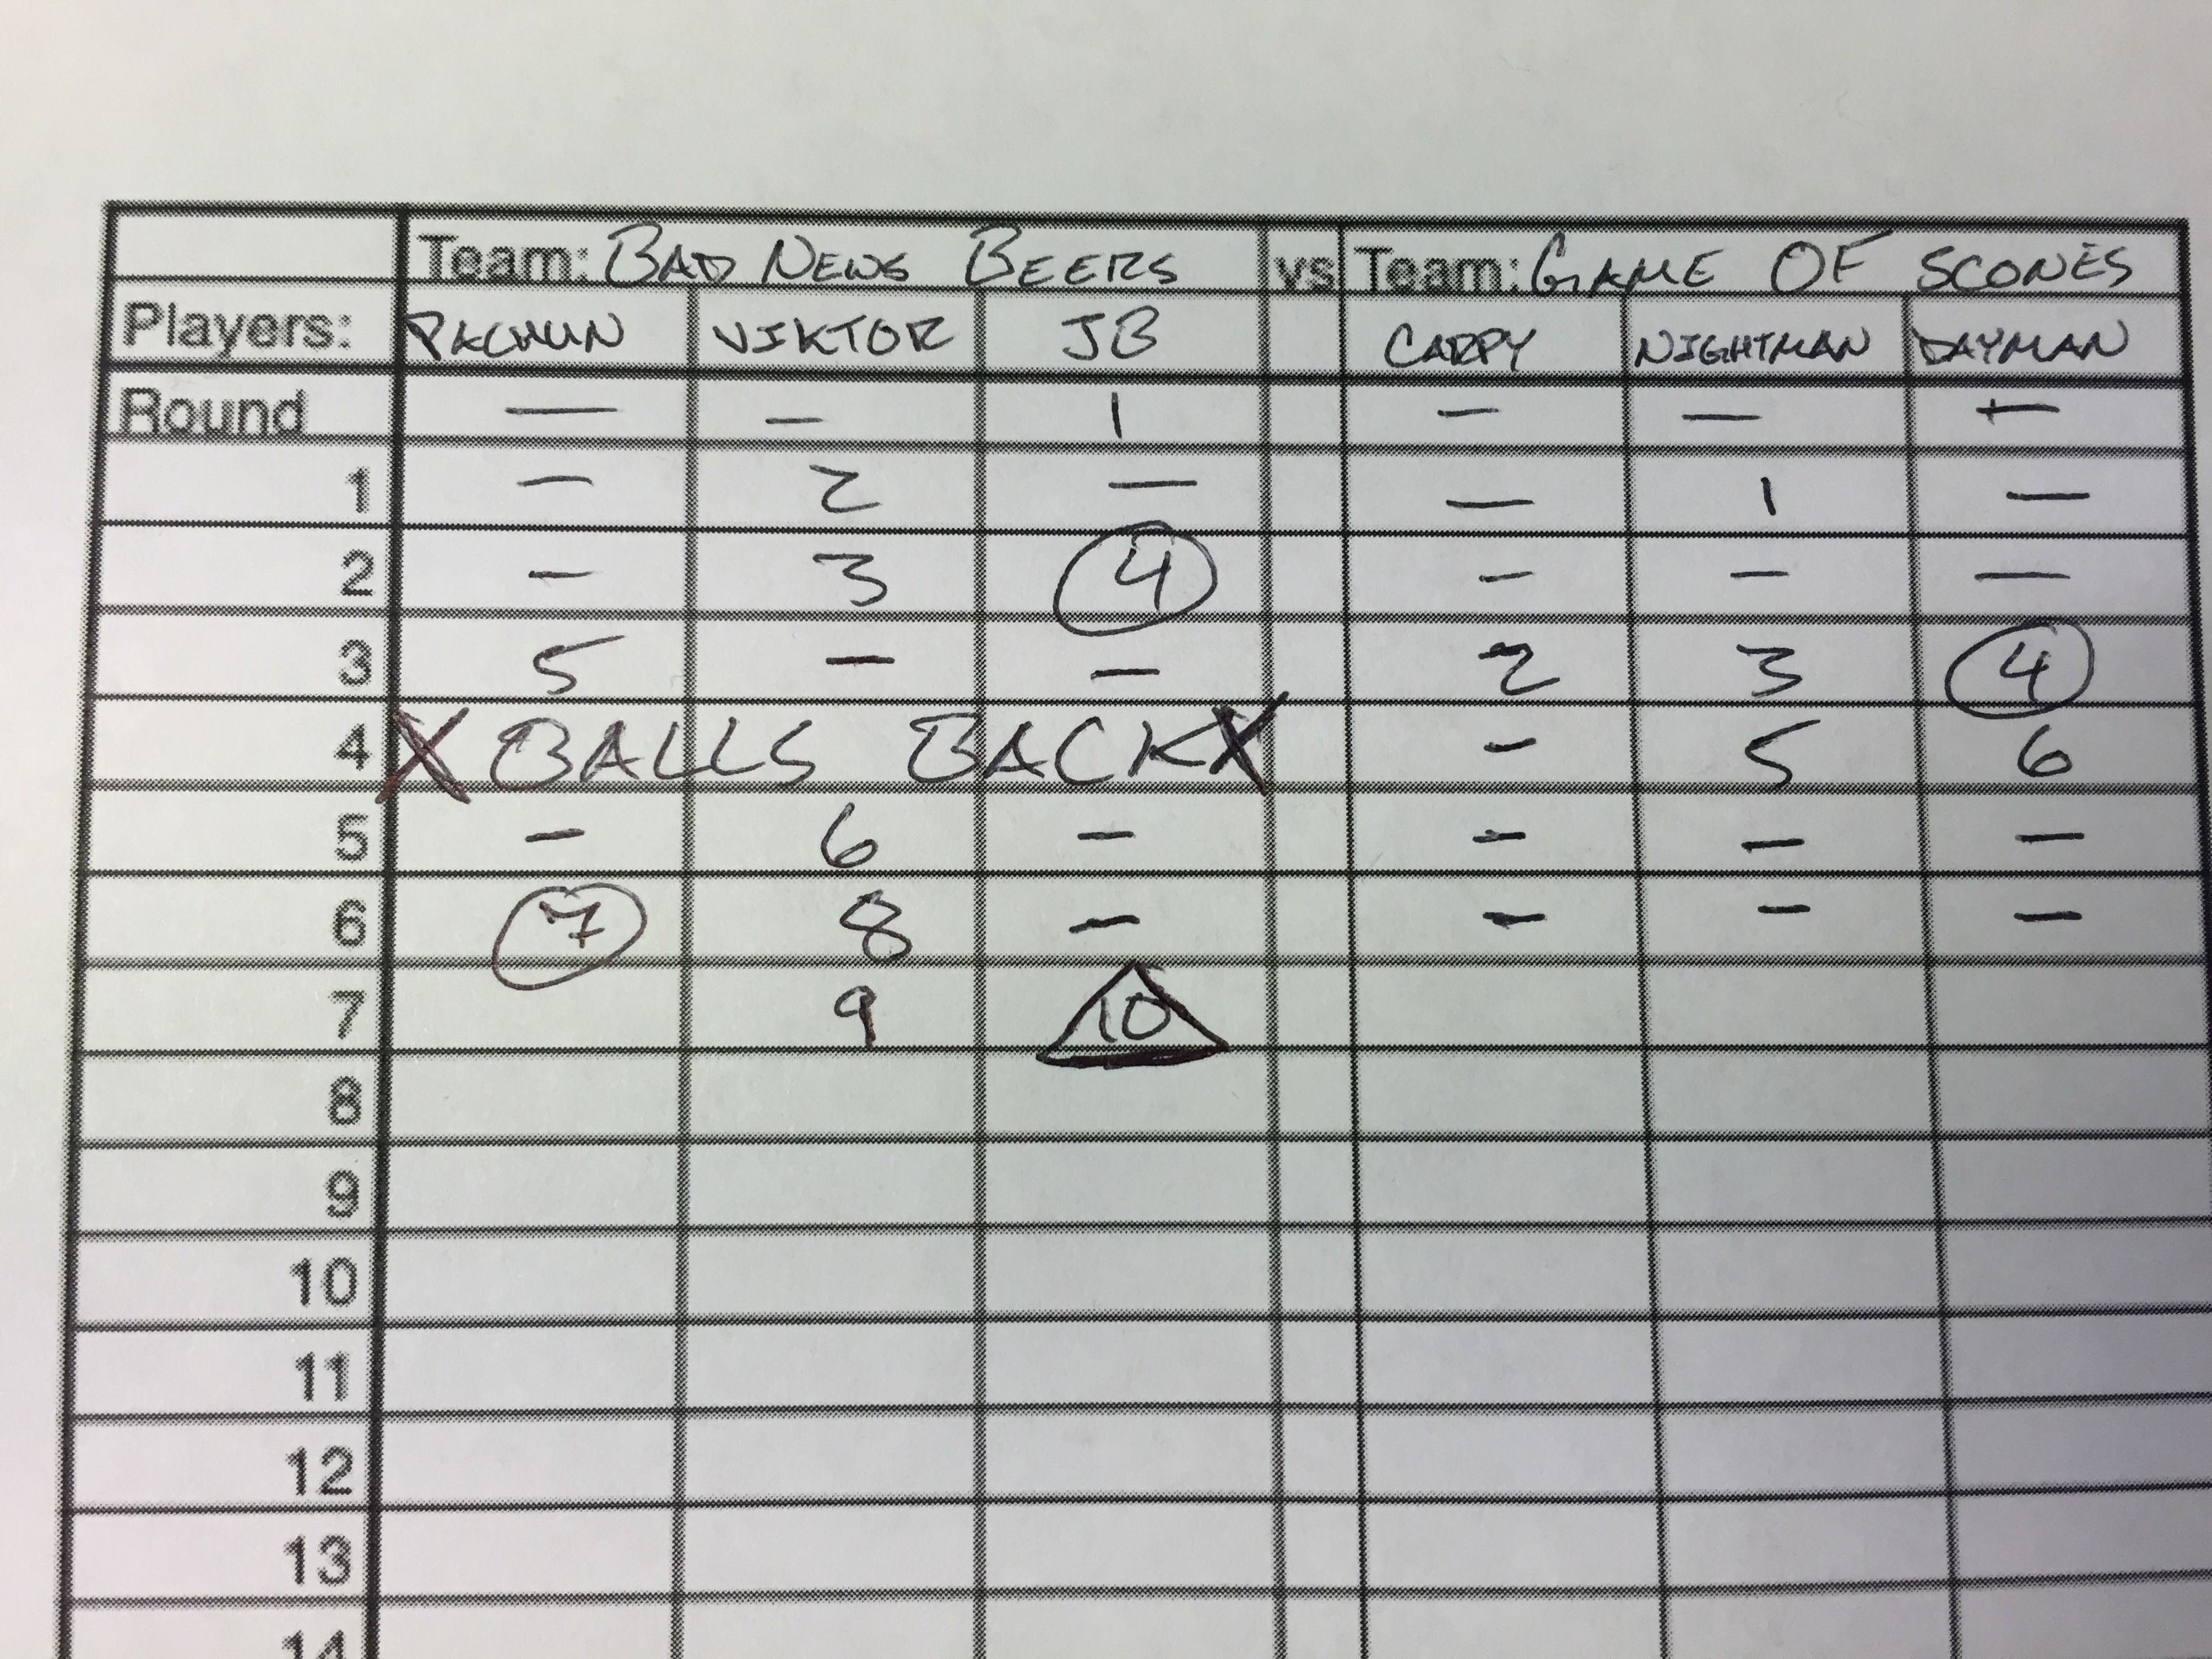 Team: BAD NEWS BEERS vs Team: GAME OF SCONES
Players: PACMUN VIKTOR JB CARPY NIGHTMAN DAYMAN
Round — — 1 — — —
1 — 2 — — 1 —
2 — 3 4 — — —
3 5 — — 2 3 4
4 X BALLS BACK X — 5 6
5 — 6 — — — —
6 7 8 — — — —
7 9 10
8
9
10
11
12
13
14